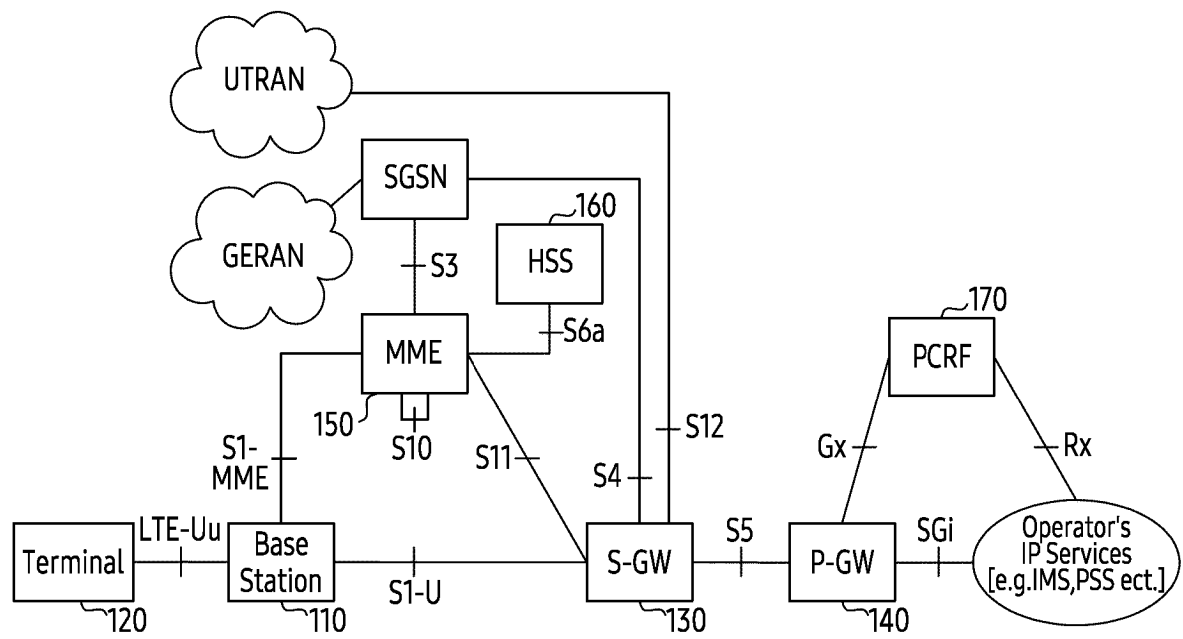 UTRAN
SGSN
160
GERAN
HSS
S3
170
S6a
MME
PCRF
150
S10
S12
S1-
MME
S11
S4
Gx
Rx
LTE-Uu
Terminal
Base
Station
S1-U
S-GW
S5
P-GW
SGi
Operator's
IP Services
[e.g.IMS,PSS ect.]
120
110
130
140